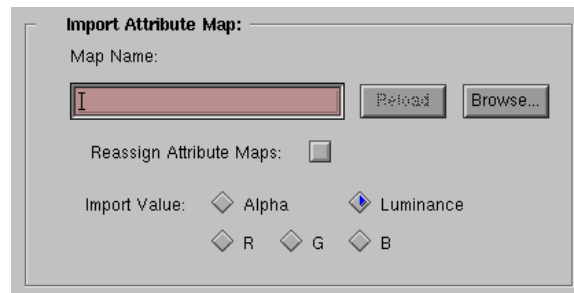 Import Attribute Map:
Map Name:
Reload Browse...
Reassign Attribute Maps:
Import Value: Alpha Luminance
R G B